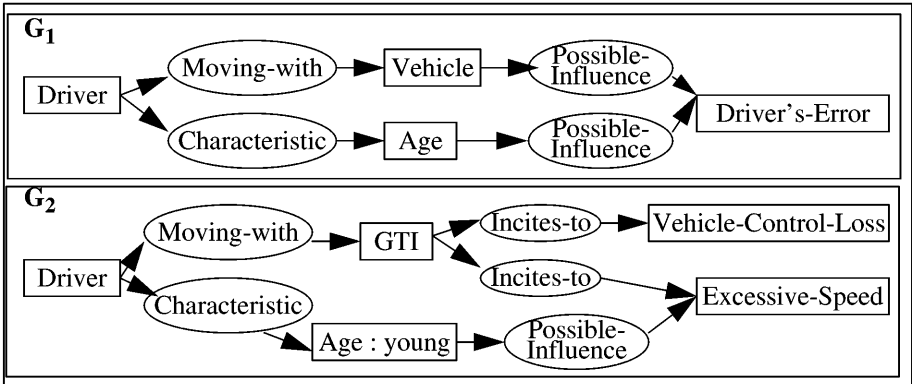 G1
Moving-with
Vehicle
Possible-
Influence
Driver
Driver's-Error
Characteristic
Age
Possible-
Influence
G2
Moving-with
GTI
Incites-to
Vehicle-Control-Loss
Driver
Incites-to
Excessive-Speed
Characteristic
Age : young
Possible-
Influence